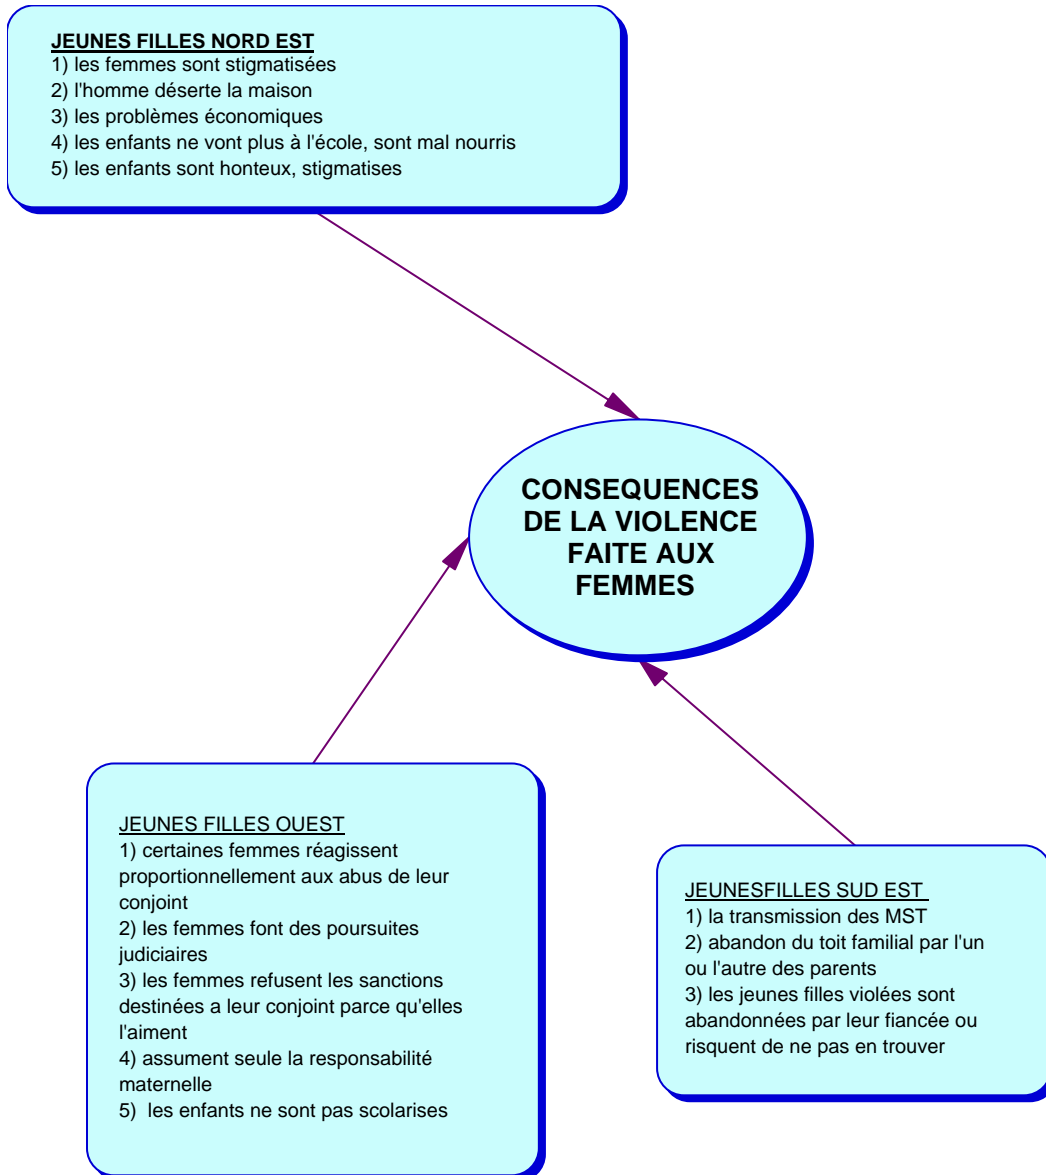 JEUNES FILLES NORD EST
1) les femmes sont stigmatisées
2) l'homme déserte la maison
3) les problèmes économiques
4) les enfants ne vont plus à l'école, sont mal nourris
5) les enfants sont honteux, stigmatises
CONSEQUENCES
DE LA VIOLENCE
FAITE AUX
FEMMES
JEUNES FILLES OUEST
1) certaines femmes réagissent
proportionnellement aux abus de leur
conjoint
2) les femmes font des poursuites
judiciaires
3) les femmes refusent les sanctions
destinées a leur conjoint parce qu'elles
l'aiment
4) assument seule la responsabilité
maternelle
5) les enfants ne sont pas scolarises
JEUNESFILLES SUD EST
1) la transmission des MST
2) abandon du toit familial par l'un
ou l'autre des parents
3) les jeunes filles violées sont
abandonnées par leur fiancée ou
risquent de ne pas en trouver